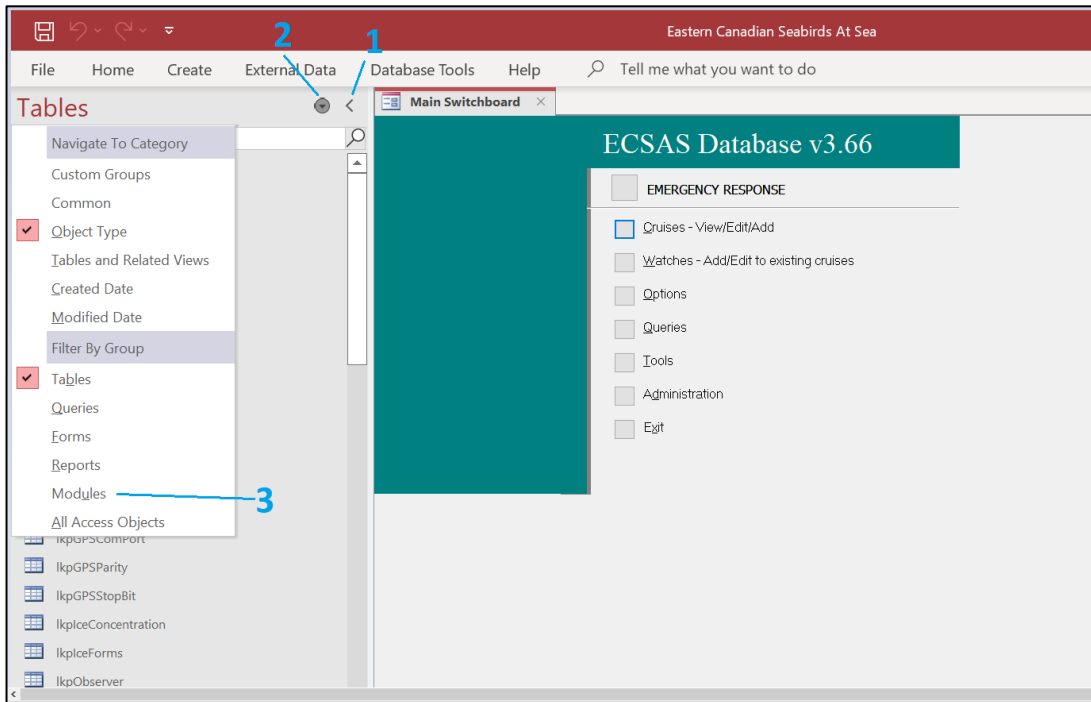 Eastern Canadian Seabirds At Sea
2
1
File Home Create External Data Database Tools Help Tell me what you want to do
Tables
Main Switchboard
Navigate To Category
Custom Groups
Common
Object Type
Tables and Related Views
Created Date
Modified Date
Filter By Group
Tables
Queries
Forms
Reports
Modules
3
All Access Objects
lkpGPSComPort
lkpGPSParity
lkpGPSStopBit
lkpIceConcentration
lkpIceForms
lkpObserver
ECSAS Database v3.66
EMERGENCY RESPONSE
Cruises - View/Edit/Add
Watches - Add/Edit to existing cruises
Options
Queries
Tools
Administration
Exit